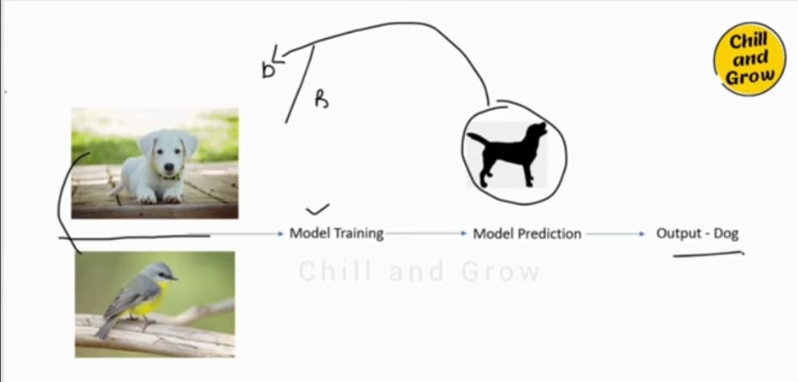 Chill
and
Grow
D
B
Model Training
Model Prediction
Output - Dog
Chill and Grow